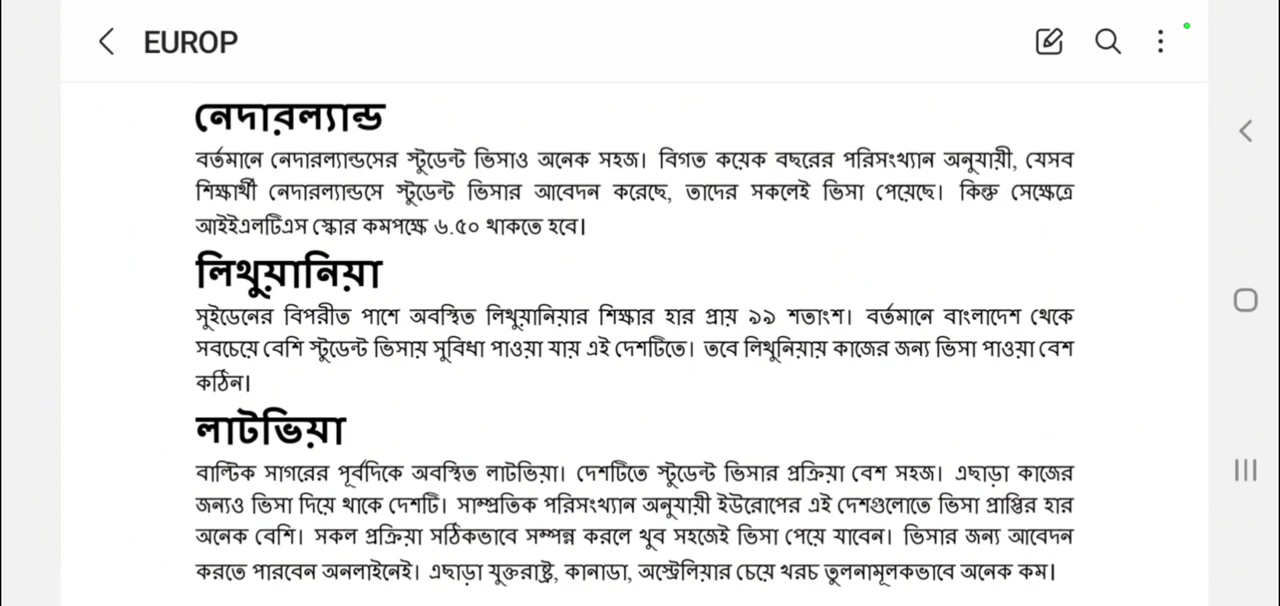 EUROP
নেদারল্যান্ড
বর্তমানে নেদারল্যান্ডসের স্টুডেন্ট ভিসাও অনেক সহজ। বিগত কয়েক বছরের পরিসংখ্যান অনুযায়ী, যেসব
শিক্ষার্থী নেদারল্যান্ডসে স্টুডেন্ট ভিসার আবেদন করেছে, তাদের সকলেই ভিসা পেয়েছে। কিন্তু সেক্ষেত্রে
আইইএলটিএস স্কোর কমপক্ষে ৬.৫০ থাকতে হবে।
লিথুয়ানিয়া
সুইডেনের বিপরীত পাশে অবস্থিত লিথুয়ানিয়ার শিক্ষার হার প্রায় ৯৯ শতাংশ। বর্তমানে বাংলাদেশ থেকে
সবচেয়ে বেশি স্টুডেন্ট ভিসায় সুবিধা পাওয়া যায় এই দেশটিতে। তবে লিথুনিয়ায় কাজের জন্য ভিসা পাওয়া বেশ
কঠিন।
লাটভিয়া
বাল্টিক সাগরের পূর্বদিকে অবস্থিত লাটভিয়া। দেশটিতে স্টুডেন্ট ভিসার প্রক্রিয়া বেশ সহজ। এছাড়া কাজের
জন্যও ভিসা দিয়ে থাকে দেশটি। সাম্প্রতিক পরিসংখ্যান অনুযায়ী ইউরোপের এই দেশগুলোতে ভিসা প্রাপ্তির হার
অনেক বেশি। সকল প্রক্রিয়া সঠিকভাবে সম্পন্ন করলে খুব সহজেই ভিসা পেয়ে যাবেন। ভিসার জন্য আবেদন
করতে পারবেন অনলাইনেই। এছাড়া যুক্তরাষ্ট্র, কানাডা, অস্ট্রেলিয়ার চেয়ে খরচ তুলনামূলকভাবে অনেক কম।